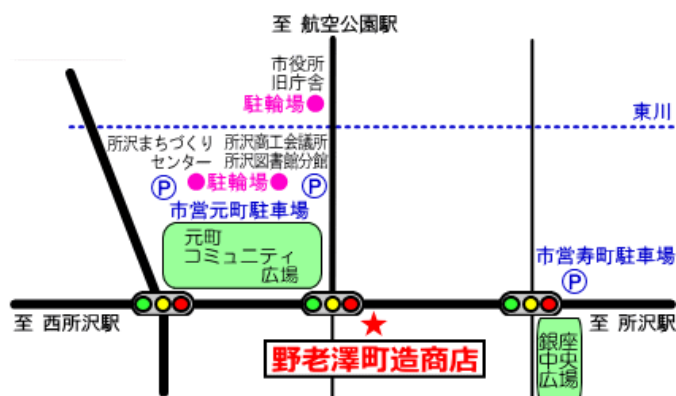 至 航空公園駅
市役所
旧庁舎
駐輪場●
東川
所沢まちづくり
センター
所沢商工会議所
所沢図書館分館
Ⓟ
●駐輪場●
Ⓟ
市営元町駐車場
元町
コミュニティ
広場
市営寿町駐車場
Ⓟ
至 西所沢駅
至 所沢駅
野老澤町造商店
銀座
中央
広場